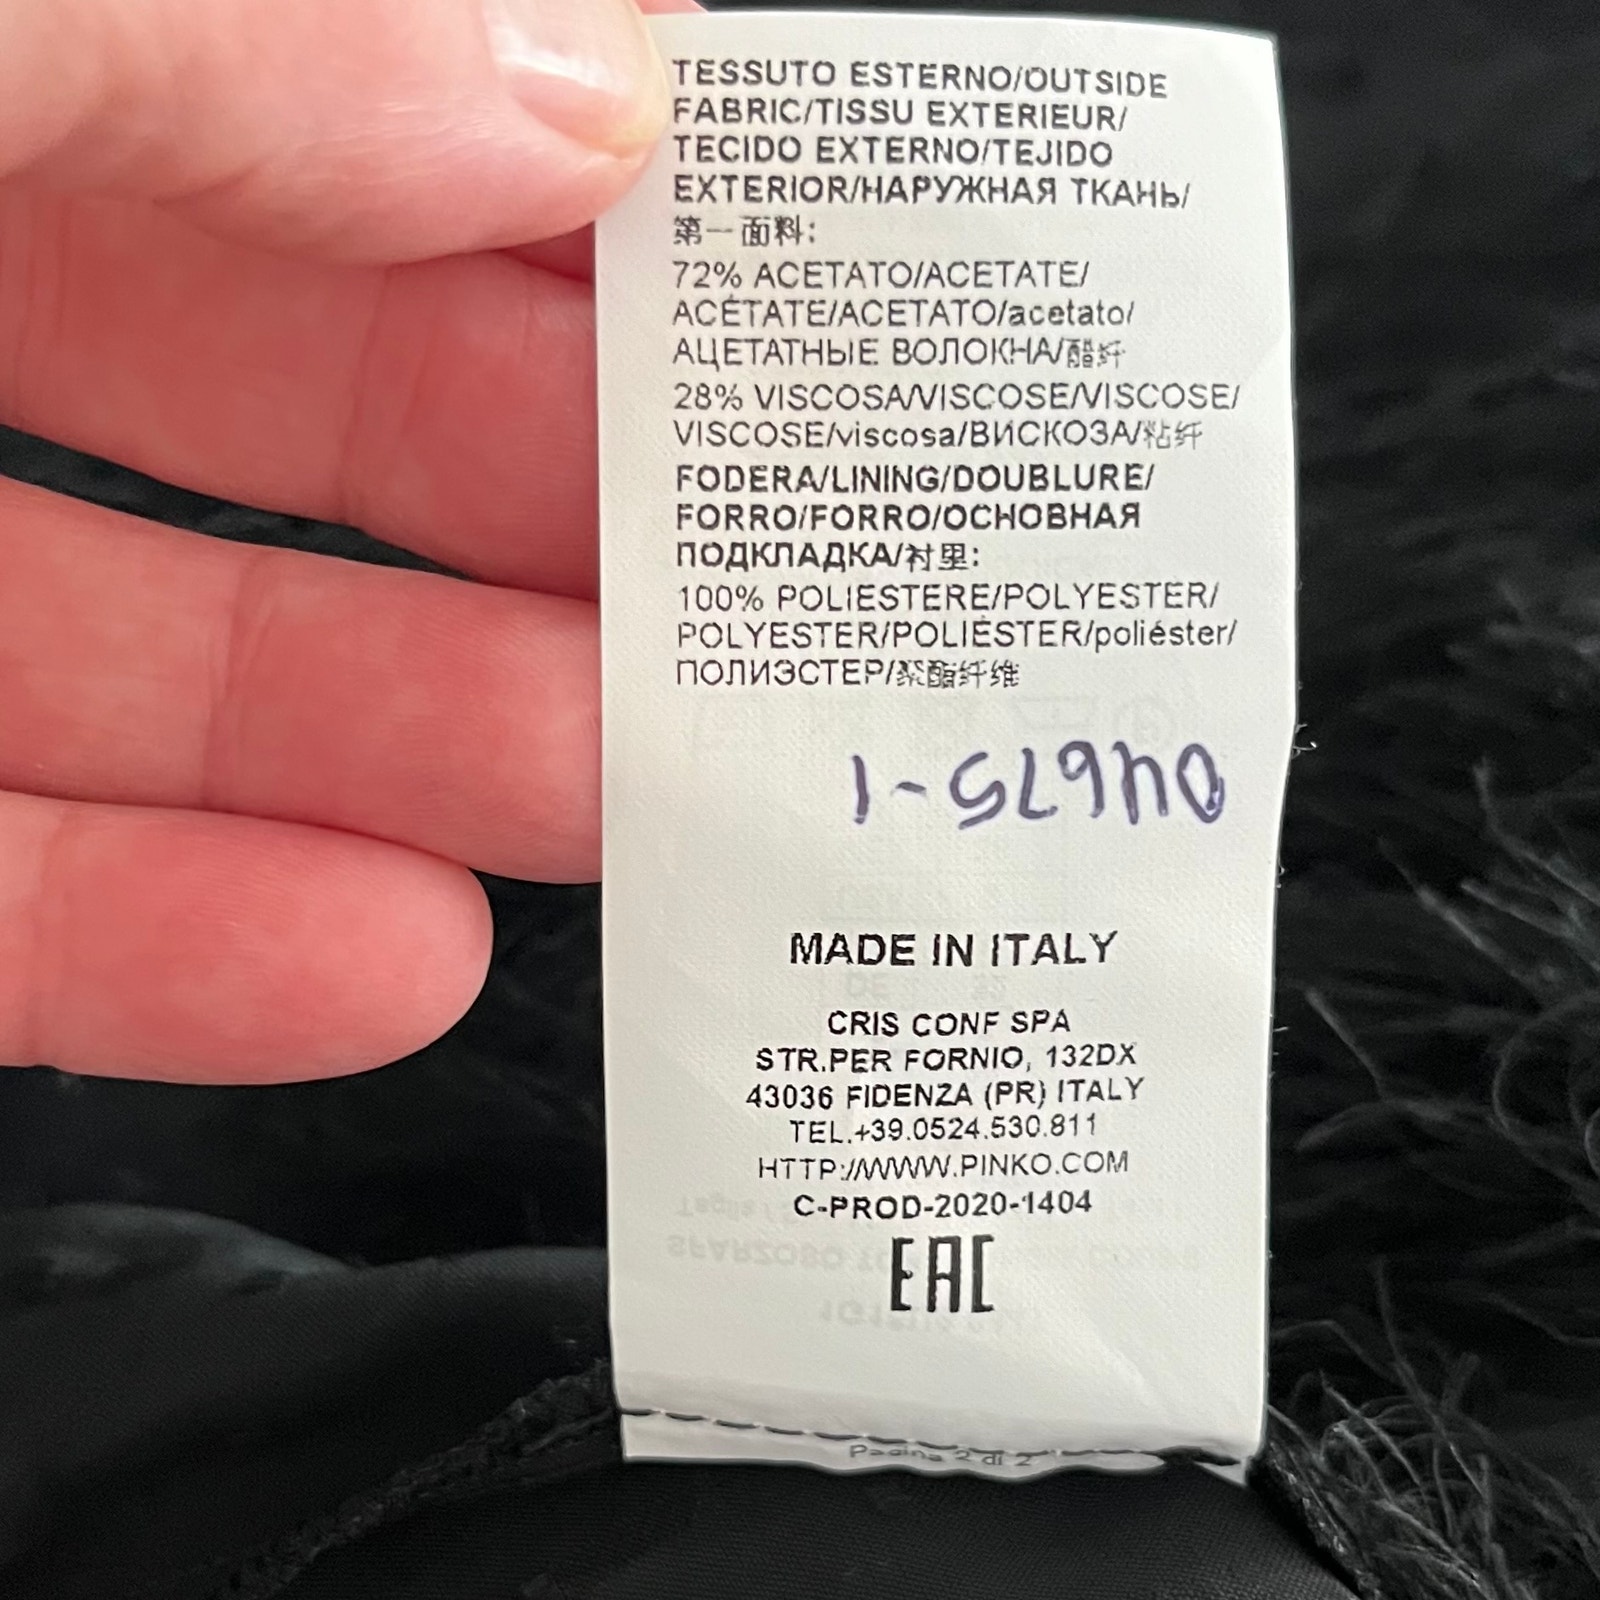 TESSUTO ESTERNO/OUTSIDE
FABRIC/TISSU EXTERIEUR/
TECIDO EXTERNO/TEJIDO
EXTERIOR/НАРУЖНАЯ ТКАНЬ/
第一面料:
72% ACETATO/ACETATE/
ACÉTATE/ACETATO/acetato/
АЦЕТАТНЫЕ ВОЛОКНА/醋纤
28% VISCOSA/VISCOSE/VISCOSE/
VISCOSE/viscosa/ВИСКОЗА/粘纤
FODERA/LINING/DOUBLURE/
FORRO/FORRO/ОСНОВНАЯ
ПОДКЛАДКА/衬里:
100% POLIESTERE/POLYESTER/
POLYESTER/POLIÉSTER/poliéster/
ПОЛИЭСТЕР/聚酯纤维
04675-1
MADE IN ITALY
CRIS CONF SPA
STR.PER FORNIO, 132DX
43036 FIDENZA (PR) ITALY
TEL.+39.0524.530.811
HTTP://WWW.PINKO.COM
C-PROD-2020-1404
EAC
Pagina 2 di 2